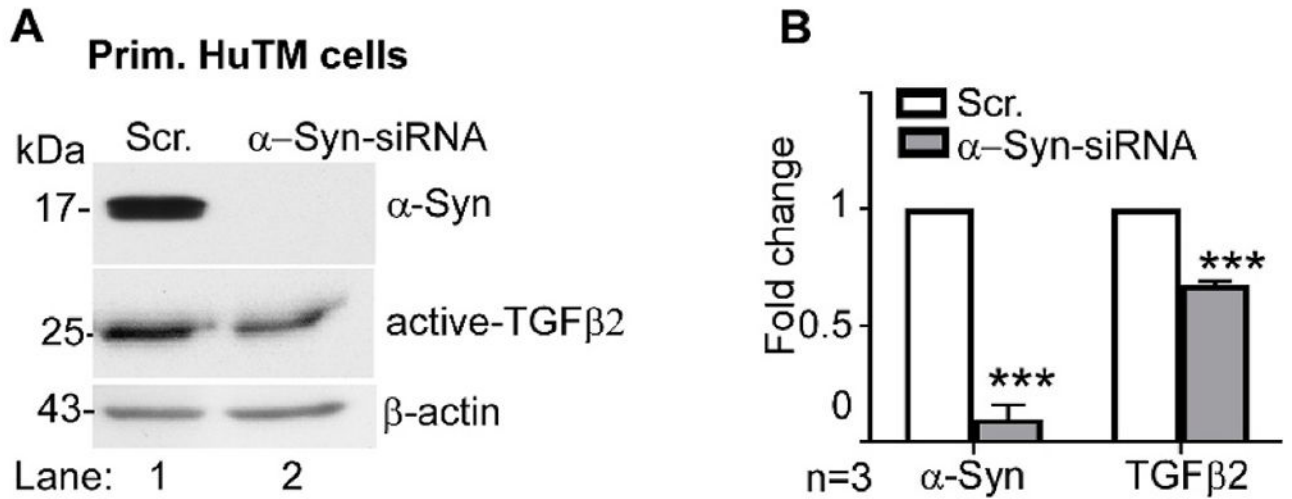 A
Prim. HuTM cells
kDa
Scr.
α–Syn-siRNA
17-
α-Syn
25-
active-TGFβ2
43-
β-actin
Lane: 1 2
B
Scr.
α–Syn-siRNA
Fold change
1
0.5
0
***
***
n=3
α-Syn
TGFβ2